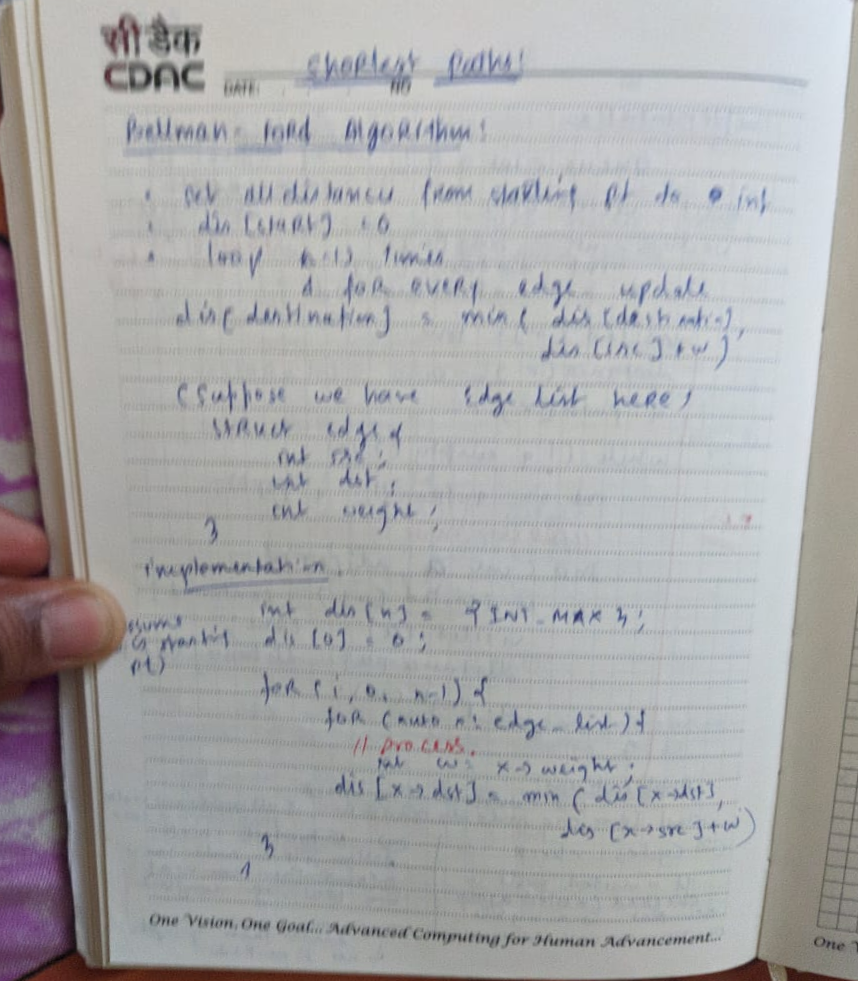 सी डैक
CDAC
DATE: NO
Shortest Paths:
Bellman-Ford Algorithm:
• set all distances from starting pt to inf
• dis [start] = 0
• loop n-1 times
& for every edge update
dis[destination] = min( dis [destination],
dis [src] + w)
(Suppose we have Edge list here;
struct edge {
int src;
int dst;
int weight;
}
implementation
int dis[n] = {INT_MAX};
dis [0] = 0;
pt)
for (i, 0, n-1) {
for (auto x: edge_list) {
// process.
int w = x->weight;
dis [x->dst] = min ( dis [x->dst],
dis [x->src] + w)
}
}
One Vision, One Goal... Advanced Computing for Human Advancement...
One